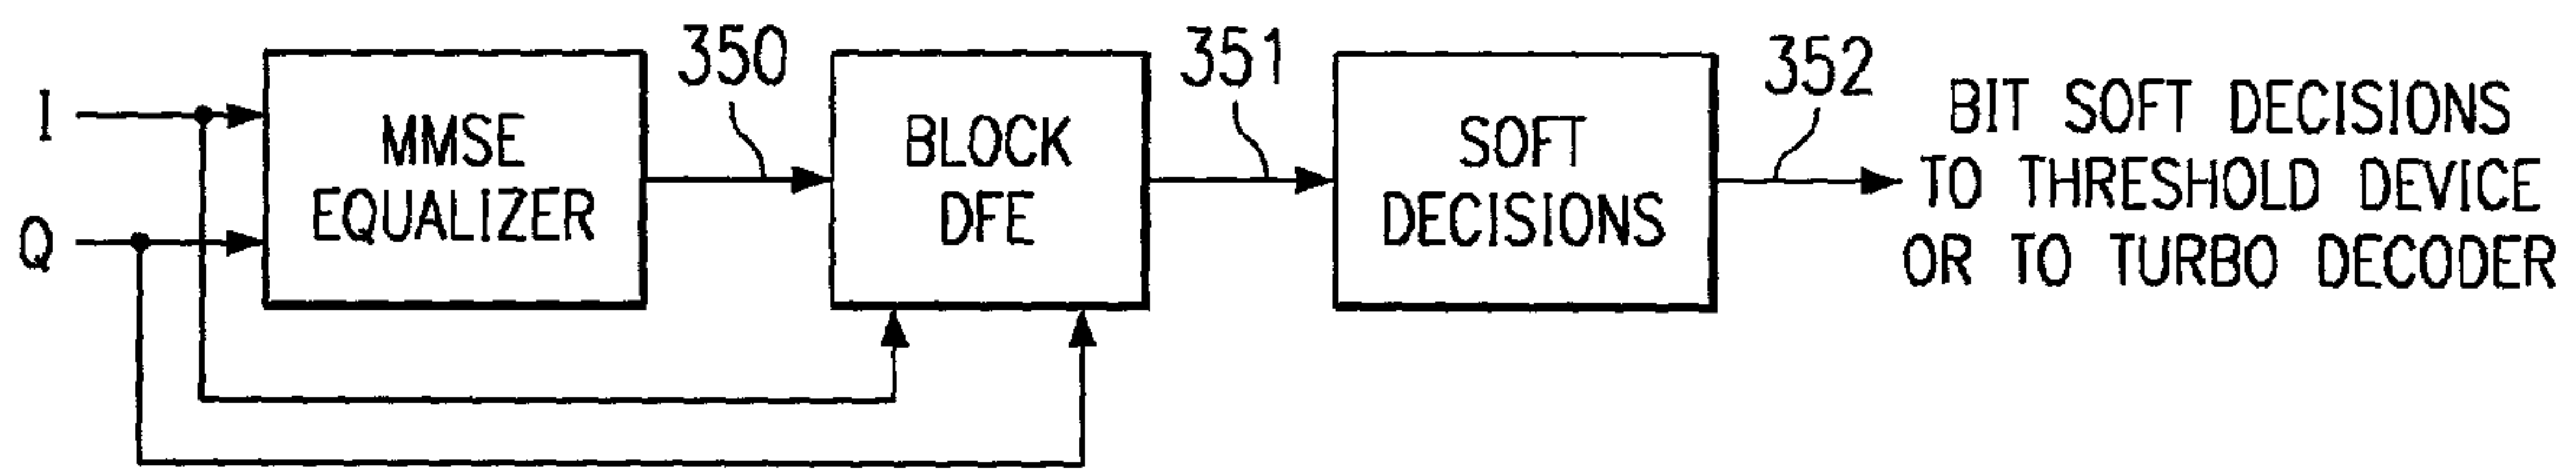 I
Q
MMSE
EQUALIZER
350
BLOCK
DFE
351
SOFT
DECISIONS
352
BIT SOFT DECISIONS
TO THRESHOLD DEVICE
OR TO TURBO DECODER